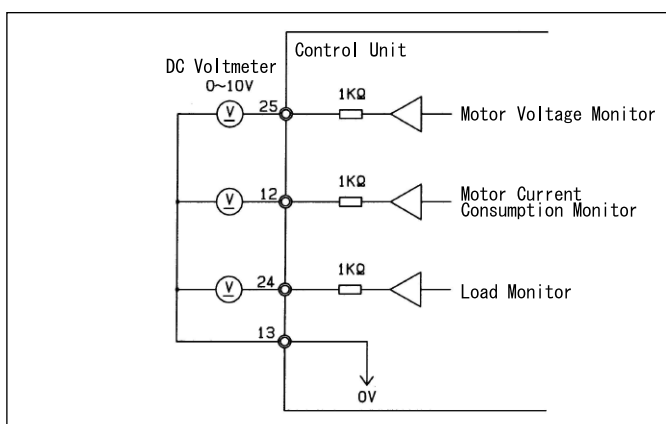 Control Unit
DC Voltmeter
0~10V
25
1KΩ
Motor Voltage Monitor
V
12
1KΩ
Motor Current
Consumption Monitor
V
24
1KΩ
Load Monitor
V
13
0V